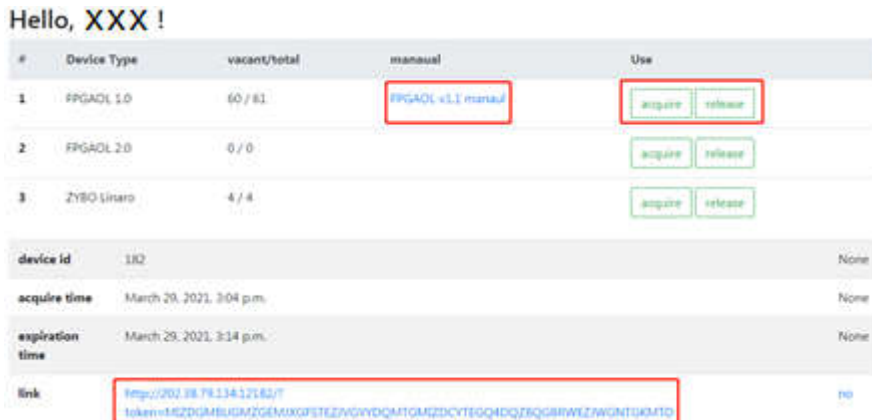 Hello, XXX !
# Device Type vacant/total manaual Use
1 FPGAOL 1.0 60 / 61 FPGAOL v1.1 manaul acquire release
2 FPGAOL 2.0 0 / 0 acquire release
3 ZYBO Linaro 4 / 4 acquire release
device id 182 None
acquire time March 29, 2021, 3:04 p.m. None
expiration time March 29, 2021, 3:14 p.m. None
link http://202.38.79.134:12182/? no